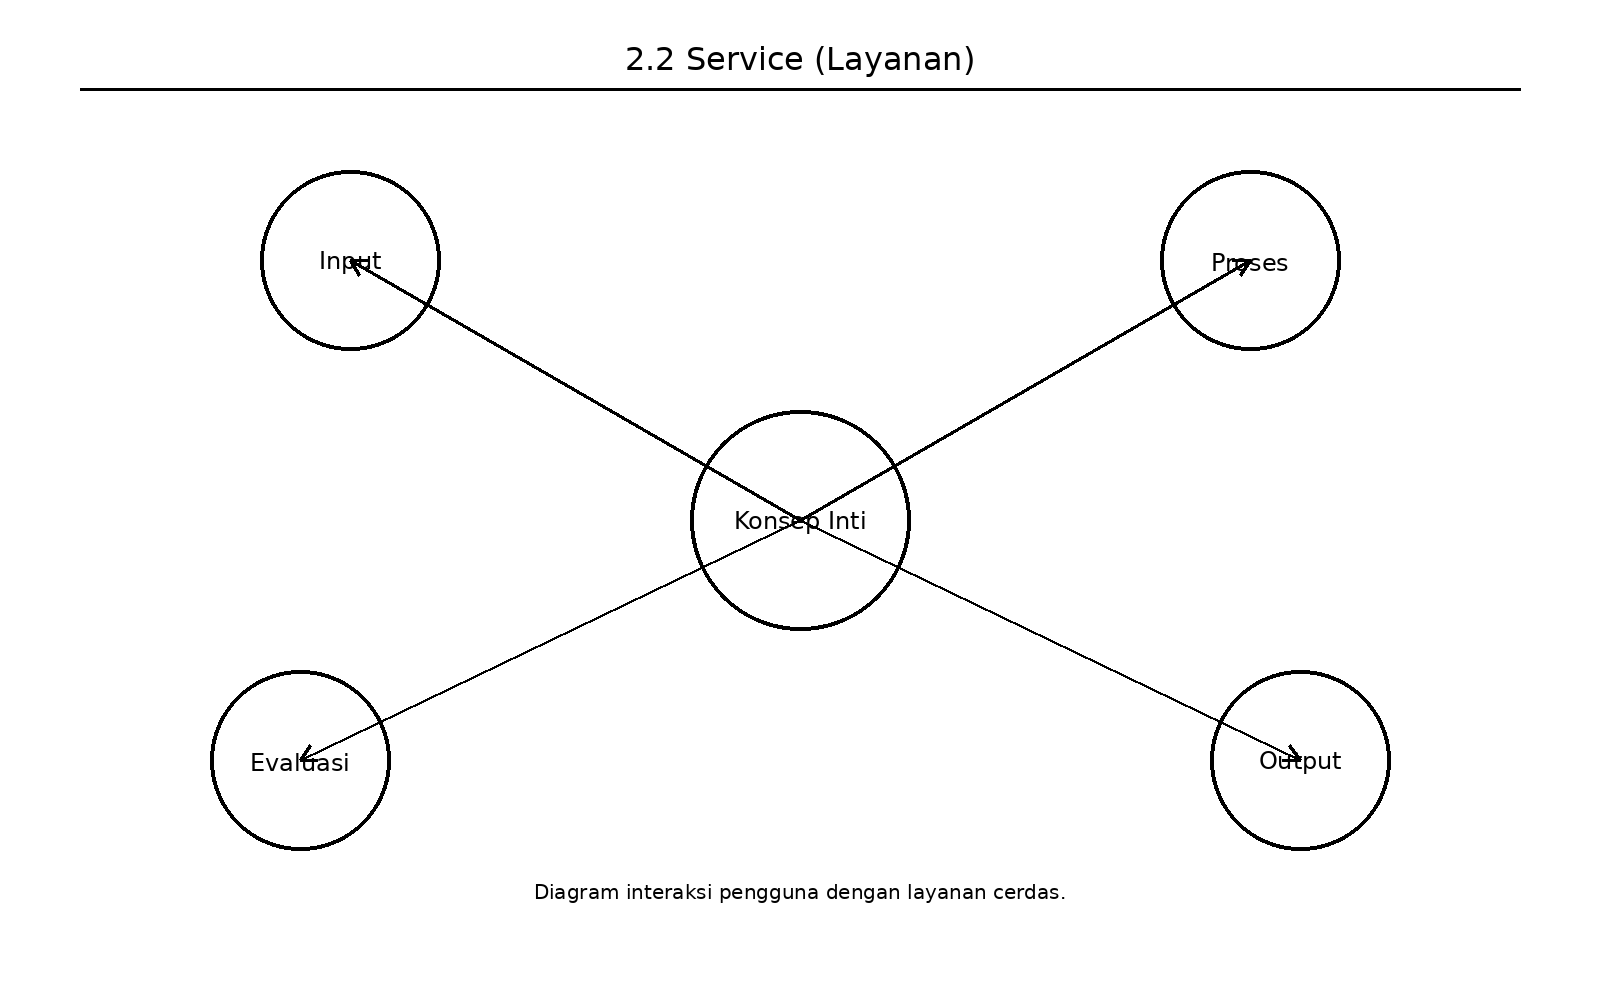 2.2 Service (Layanan)
Input
Proses
Konsep Inti
Evaluasi
Output
Diagram interaksi pengguna dengan layanan cerdas.